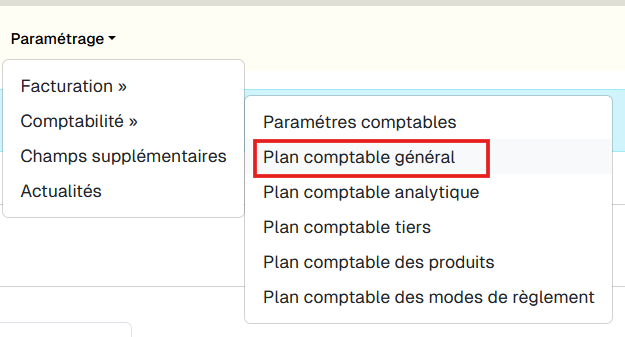 Paramétrage
Facturation »
Comptabilité »
Champs supplémentaires
Actualités
Paramétres comptables
Plan comptable général
Plan comptable analytique
Plan comptable tiers
Plan comptable des produits
Plan comptable des modes de règlement